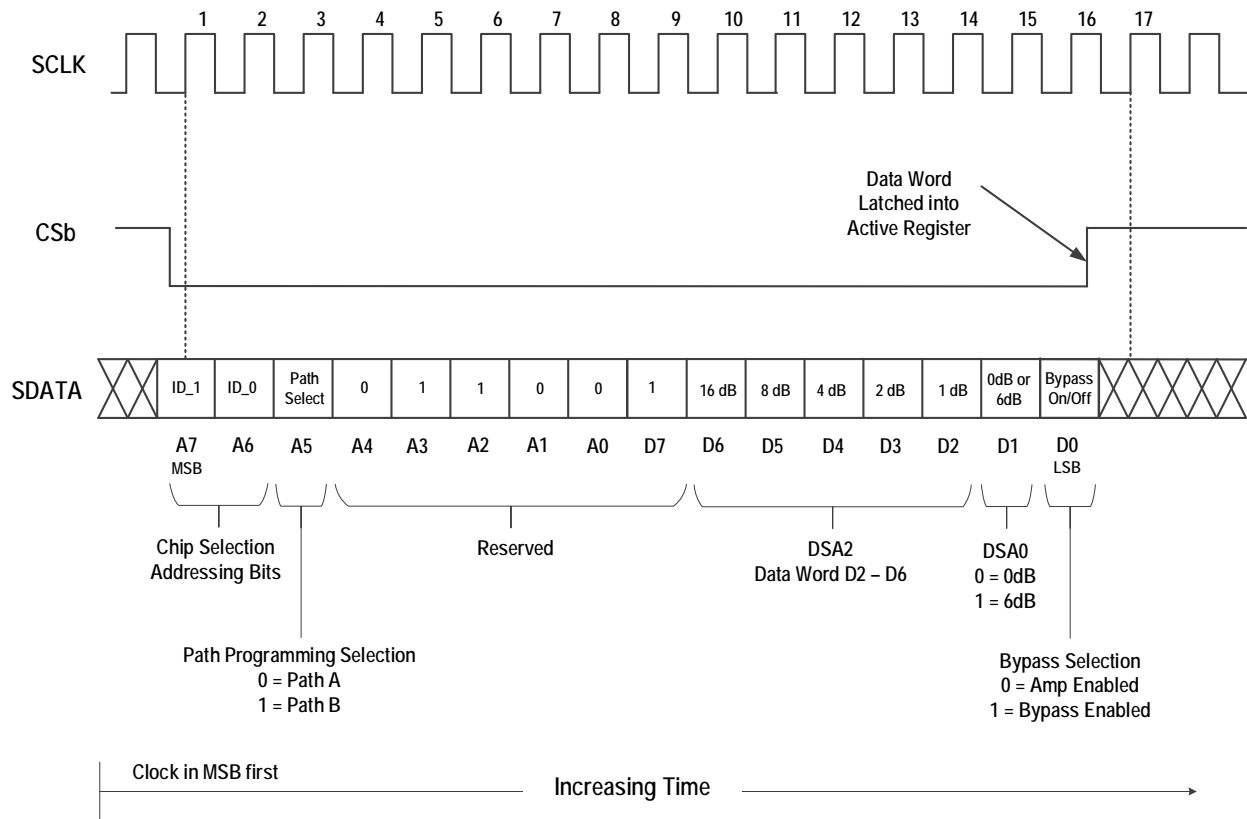 1 2 3 4 5 6 7 8 9 10 11 12 13 14 15 16 17
SCLK
Data Word
Latched into
Active Register
CSb
SDATA
ID_1 ID_0 Path Select 0 1 1 0 0 1 16 dB 8 dB 4 dB 2 dB 1 dB 0dB or 6dB Bypass On/Off
A7 A6 A5 A4 A3 A2 A1 A0 D7 D6 D5 D4 D3 D2 D1 D0
MSB LSB
Chip Selection
Addressing Bits
Reserved
DSA2
Data Word D2 – D6
DSA0
0 = 0dB
1 = 6dB
Path Programming Selection
0 = Path A
1 = Path B
Bypass Selection
0 = Amp Enabled
1 = Bypass Enabled
Clock in MSB first
Increasing Time